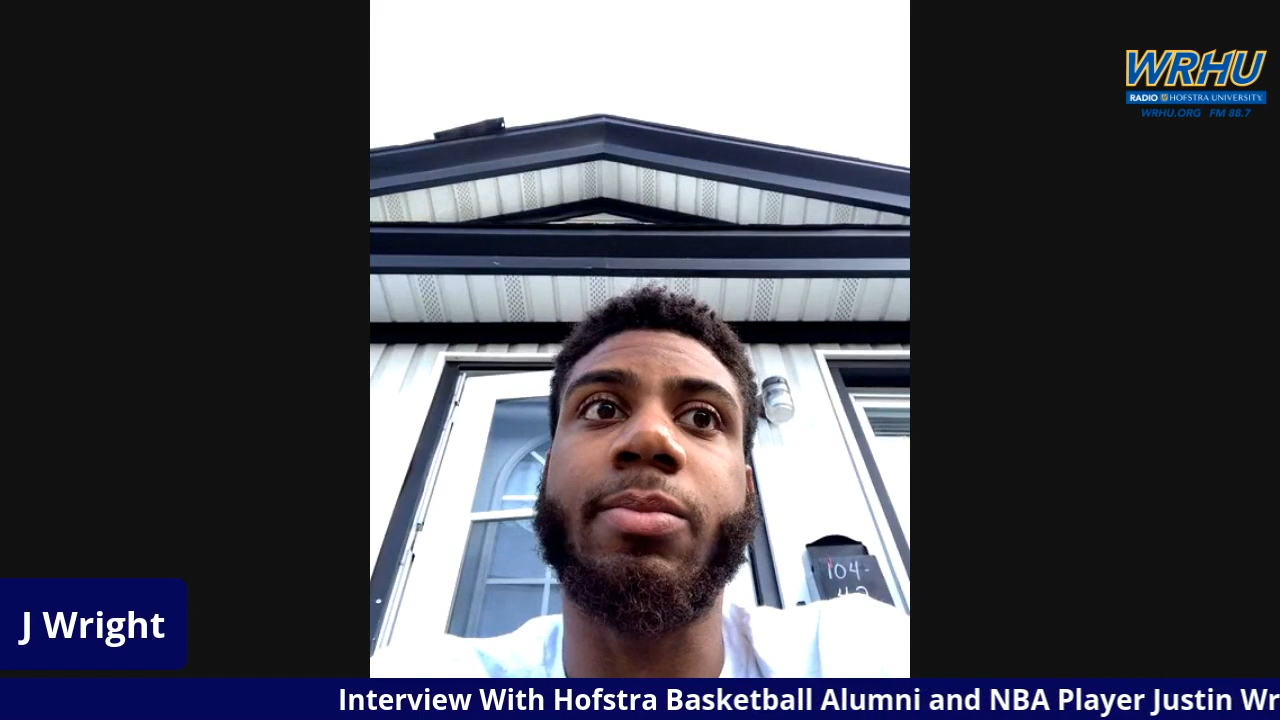 WRHU
RADIO HOFSTRA UNIVERSITY
WRHU.ORG FM 88.7
104-
J Wright
Interview With Hofstra Basketball Alumni and NBA Player Justin Wr